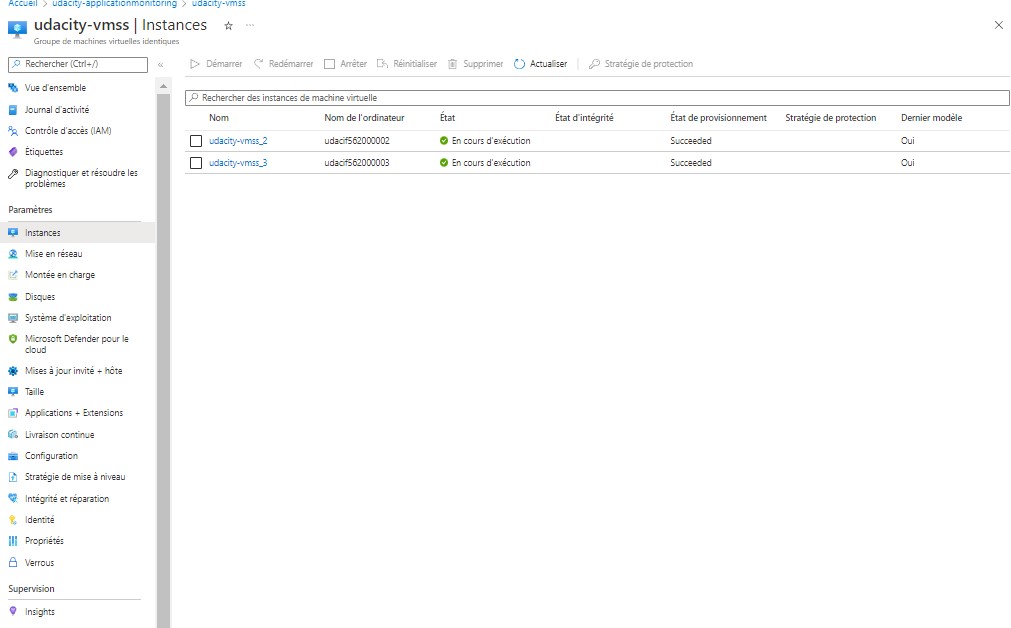 Accueil > udacity-applicationmonitoring > udacity-vmss
udacity-vmss | Instances
Groupe de machines virtuelles identiques
Rechercher (Ctrl+/)
Vue d'ensemble
Journal d'activité
Contrôle d'accès (IAM)
Étiquettes
Diagnostiquer et résoudre les
problèmes
Paramètres
Instances
Mise en réseau
Montée en charge
Disques
Système d'exploitation
Microsoft Defender pour le
cloud
Mises à jour invité + hôte
Taille
Applications + Extensions
Livraison continue
Configuration
Stratégie de mise à niveau
Intégrité et réparation
Identité
Propriétés
Verrous
Supervision
Insights
Démarrer Redémarrer Arrêter Réinitialiser Supprimer Actualiser Stratégie de protection
Rechercher des instances de machine virtuelle
Nom Nom de l'ordinateur État État d'intégrité État de provisionnement Stratégie de protection Dernier modèle
udacity-vmss_2 udacif562000002 En cours d'exécution Succeeded Oui
udacity-vmss_3 udacif562000003 En cours d'exécution Succeeded Oui